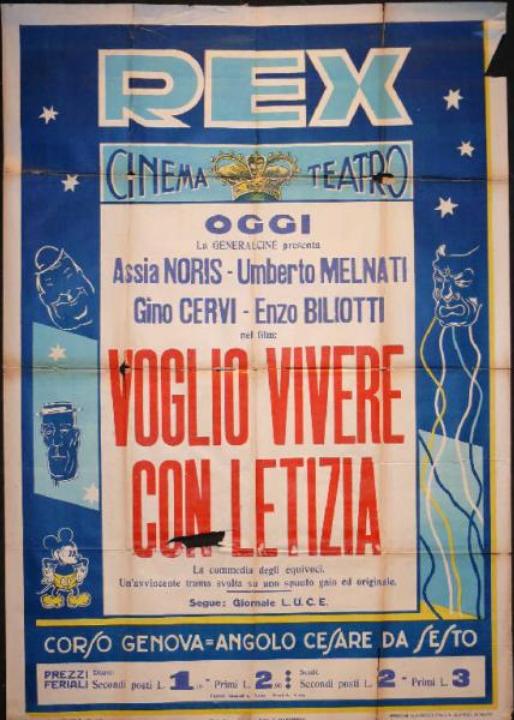 REX
CINEMA TEATRO
OGGI
La GENERALCINE presenta
Assia NORIS - Umberto MELNATI
Gino CERVI - Enzo BILIOTTI
nel film:
VOGLIO VIVERE
CON LETIZIA
La commedia degli equivoci.
Un'avvincente trama svolta su uno spunto gaio ed originale.
Segue: Giornale L.U.C.E.
CORSO GENOVA = ANGOLO CESARE DA SESTO
PREZZI FERIALI Diurni: Secondi posti L. 1 - Primi L. 2 : Serali: Secondi posti L. 2 - Primi L. 3